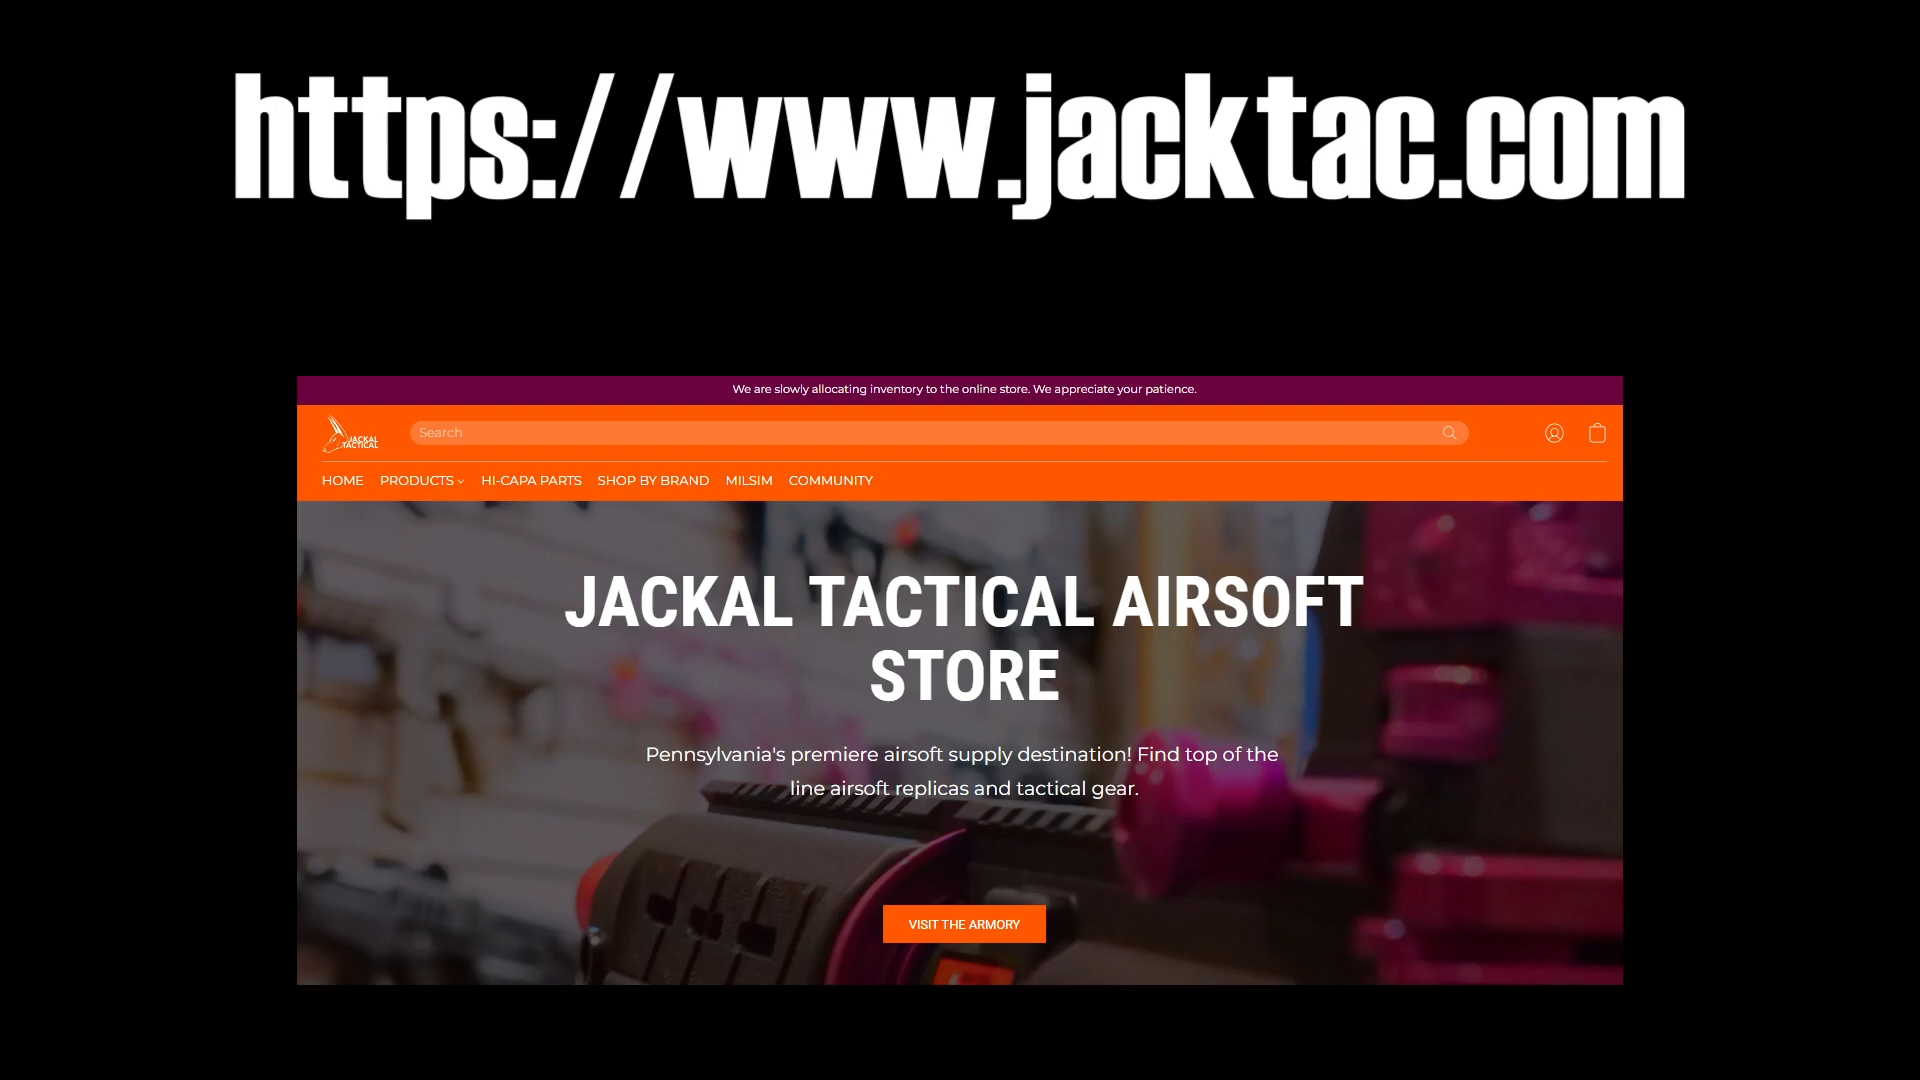 https://www.jacktac.com
We are slowly allocating inventory to the online store. We appreciate your patience.
JACKAL
TACTICAL
Search
HOME PRODUCTS HI-CAPA PARTS SHOP BY BRAND MILSIM COMMUNITY
JACKAL TACTICAL AIRSOFT
STORE
Pennsylvania's premiere airsoft supply destination! Find top of the
line airsoft replicas and tactical gear.
VISIT THE ARMORY